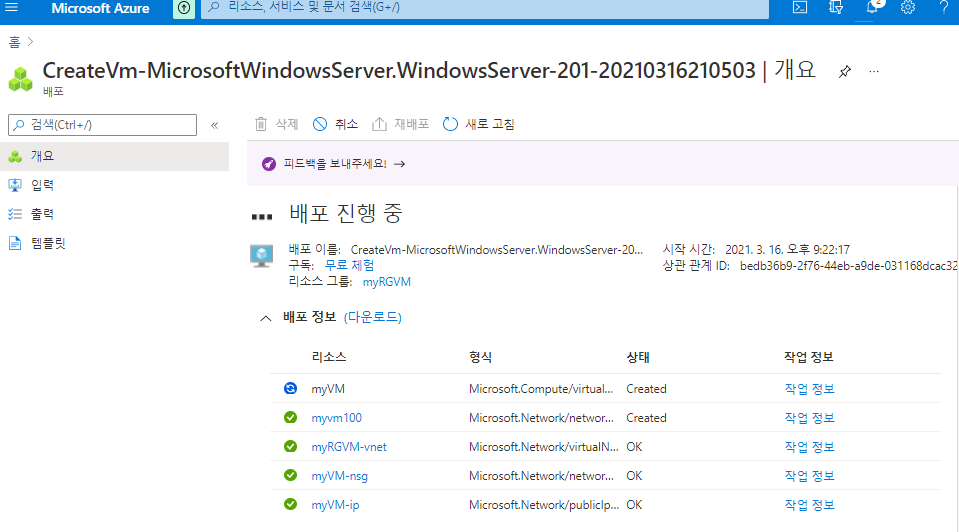 Microsoft Azure
리소스, 서비스 및 문서 검색(G+/)
2
?
홈 >
CreateVm-MicrosoftWindowsServer.WindowsServer-201-20210316210503 | 개요
배포
검색(Ctrl+/)
«
삭제
취소
재배포
새로 고침
개요
입력
출력
템플릿
피드백을 보내주세요! →
배포 진행 중
배포 이름: CreateVm-MicrosoftWindowsServer.WindowsServer-20...
시작 시간: 2021. 3. 16. 오후 9:22:17
구독: 무료 체험
상관 관계 ID: bedb36b9-2f76-44eb-a9de-031168dcac32
리소스 그룹: myRGVM
배포 정보 (다운로드)
리소스 형식 상태 작업 정보
myVM Microsoft.Compute/virtual... Created 작업 정보
myvm100 Microsoft.Network/networ... Created 작업 정보
myRGVM-vnet Microsoft.Network/virtualN... OK 작업 정보
myVM-nsg Microsoft.Network/networ... OK 작업 정보
myVM-ip Microsoft.Network/publicIp... OK 작업 정보